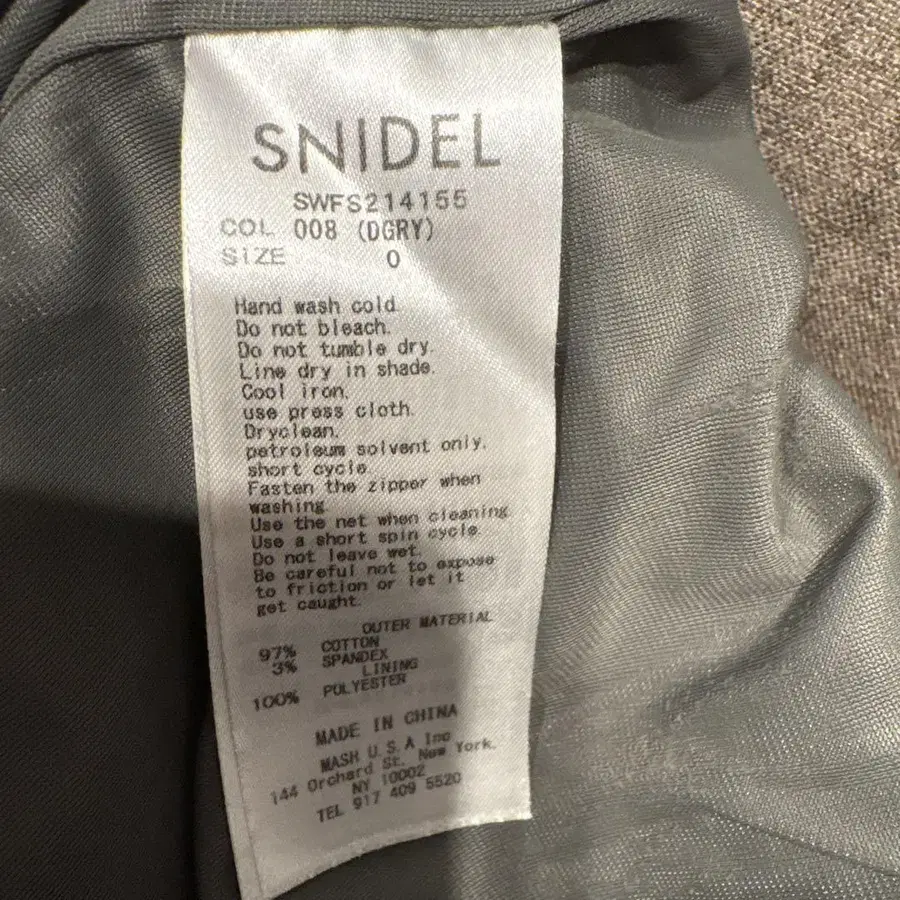 SNIDEL
SWFS214155
COL 008 (DGRY)
SIZE 0
Hand wash cold
Do not bleach.
Do not tumble dry.
Line dry in shade.
Cool iron.
use press cloth.
Dryclean.
petroleum solvent only.
short cycle
Fasten the zipper when
washing
Use the net when cleaning
Use a short spin cycle.
Do not leave wet.
Be careful not to expose
to friction or let it
get caught.
OUTER MATERIAL
97% COTTON
3% SPANDEX
LINING
100% POLYESTER
MADE IN CHINA
MASH U.S.A Inc
144 Orchard St. New York.
NY 10002
TEL 917 409 5520